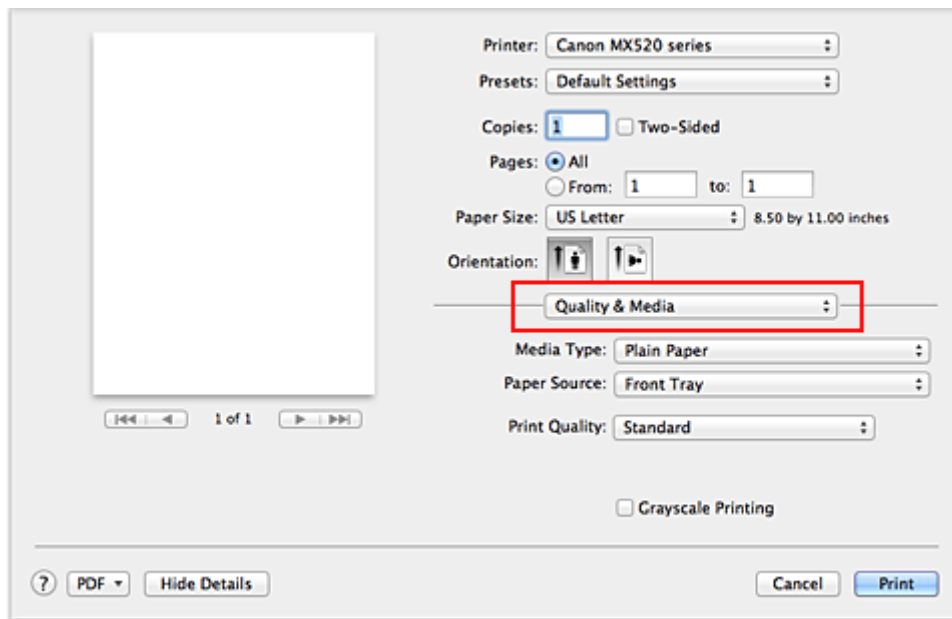 Printer: Canon MX520 series
Presets: Default Settings
Copies: 1 Two-Sided
Pages: All
From: 1 to: 1
Paper Size: US Letter 8.50 by 11.00 inches
Orientation:
Quality & Media
Media Type: Plain Paper
Paper Source: Front Tray
1 of 1
Print Quality: Standard
Grayscale Printing
? PDF Hide Details Cancel Print